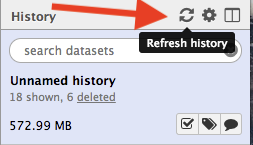 History
Refresh history
search datasets
Unnamed history
18 shown, 6 deleted
572.99 MB